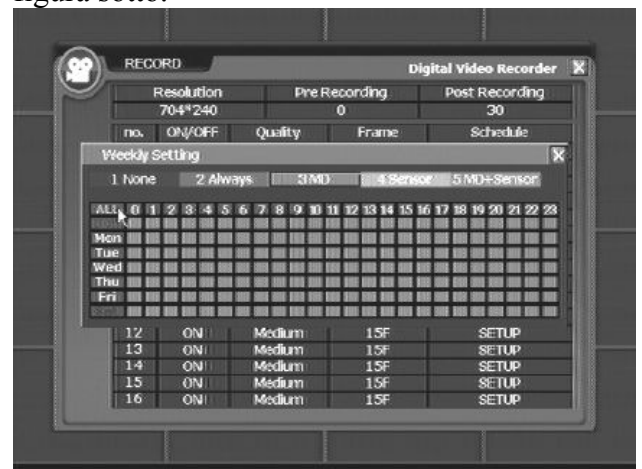 figura sotto.
RECORD Digital Video Recorder X
Resolution Pre Recording Post Recording
704*240 0 30
no. ON/OFF Quality Frame Schedule
Weekly Setting X
1 None 2 Always 3 MD 4 Sensor 5 MD+Sensor
ALL 0 1 2 3 4 5 6 7 8 9 10 11 12 13 14 15 16 17 18 19 20 21 22 23
Mon
Tue
Wed
Thu
Fri
12 ON Medium 15F SETUP
13 ON Medium 15F SETUP
14 ON Medium 15F SETUP
15 ON Medium 15F SETUP
16 ON Medium 15F SETUP